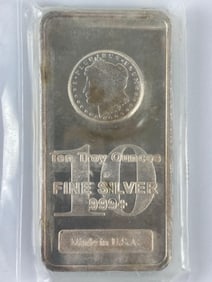 10
Ten Troy Ounces
FINE SILVER
999+
Made in U.S.A.